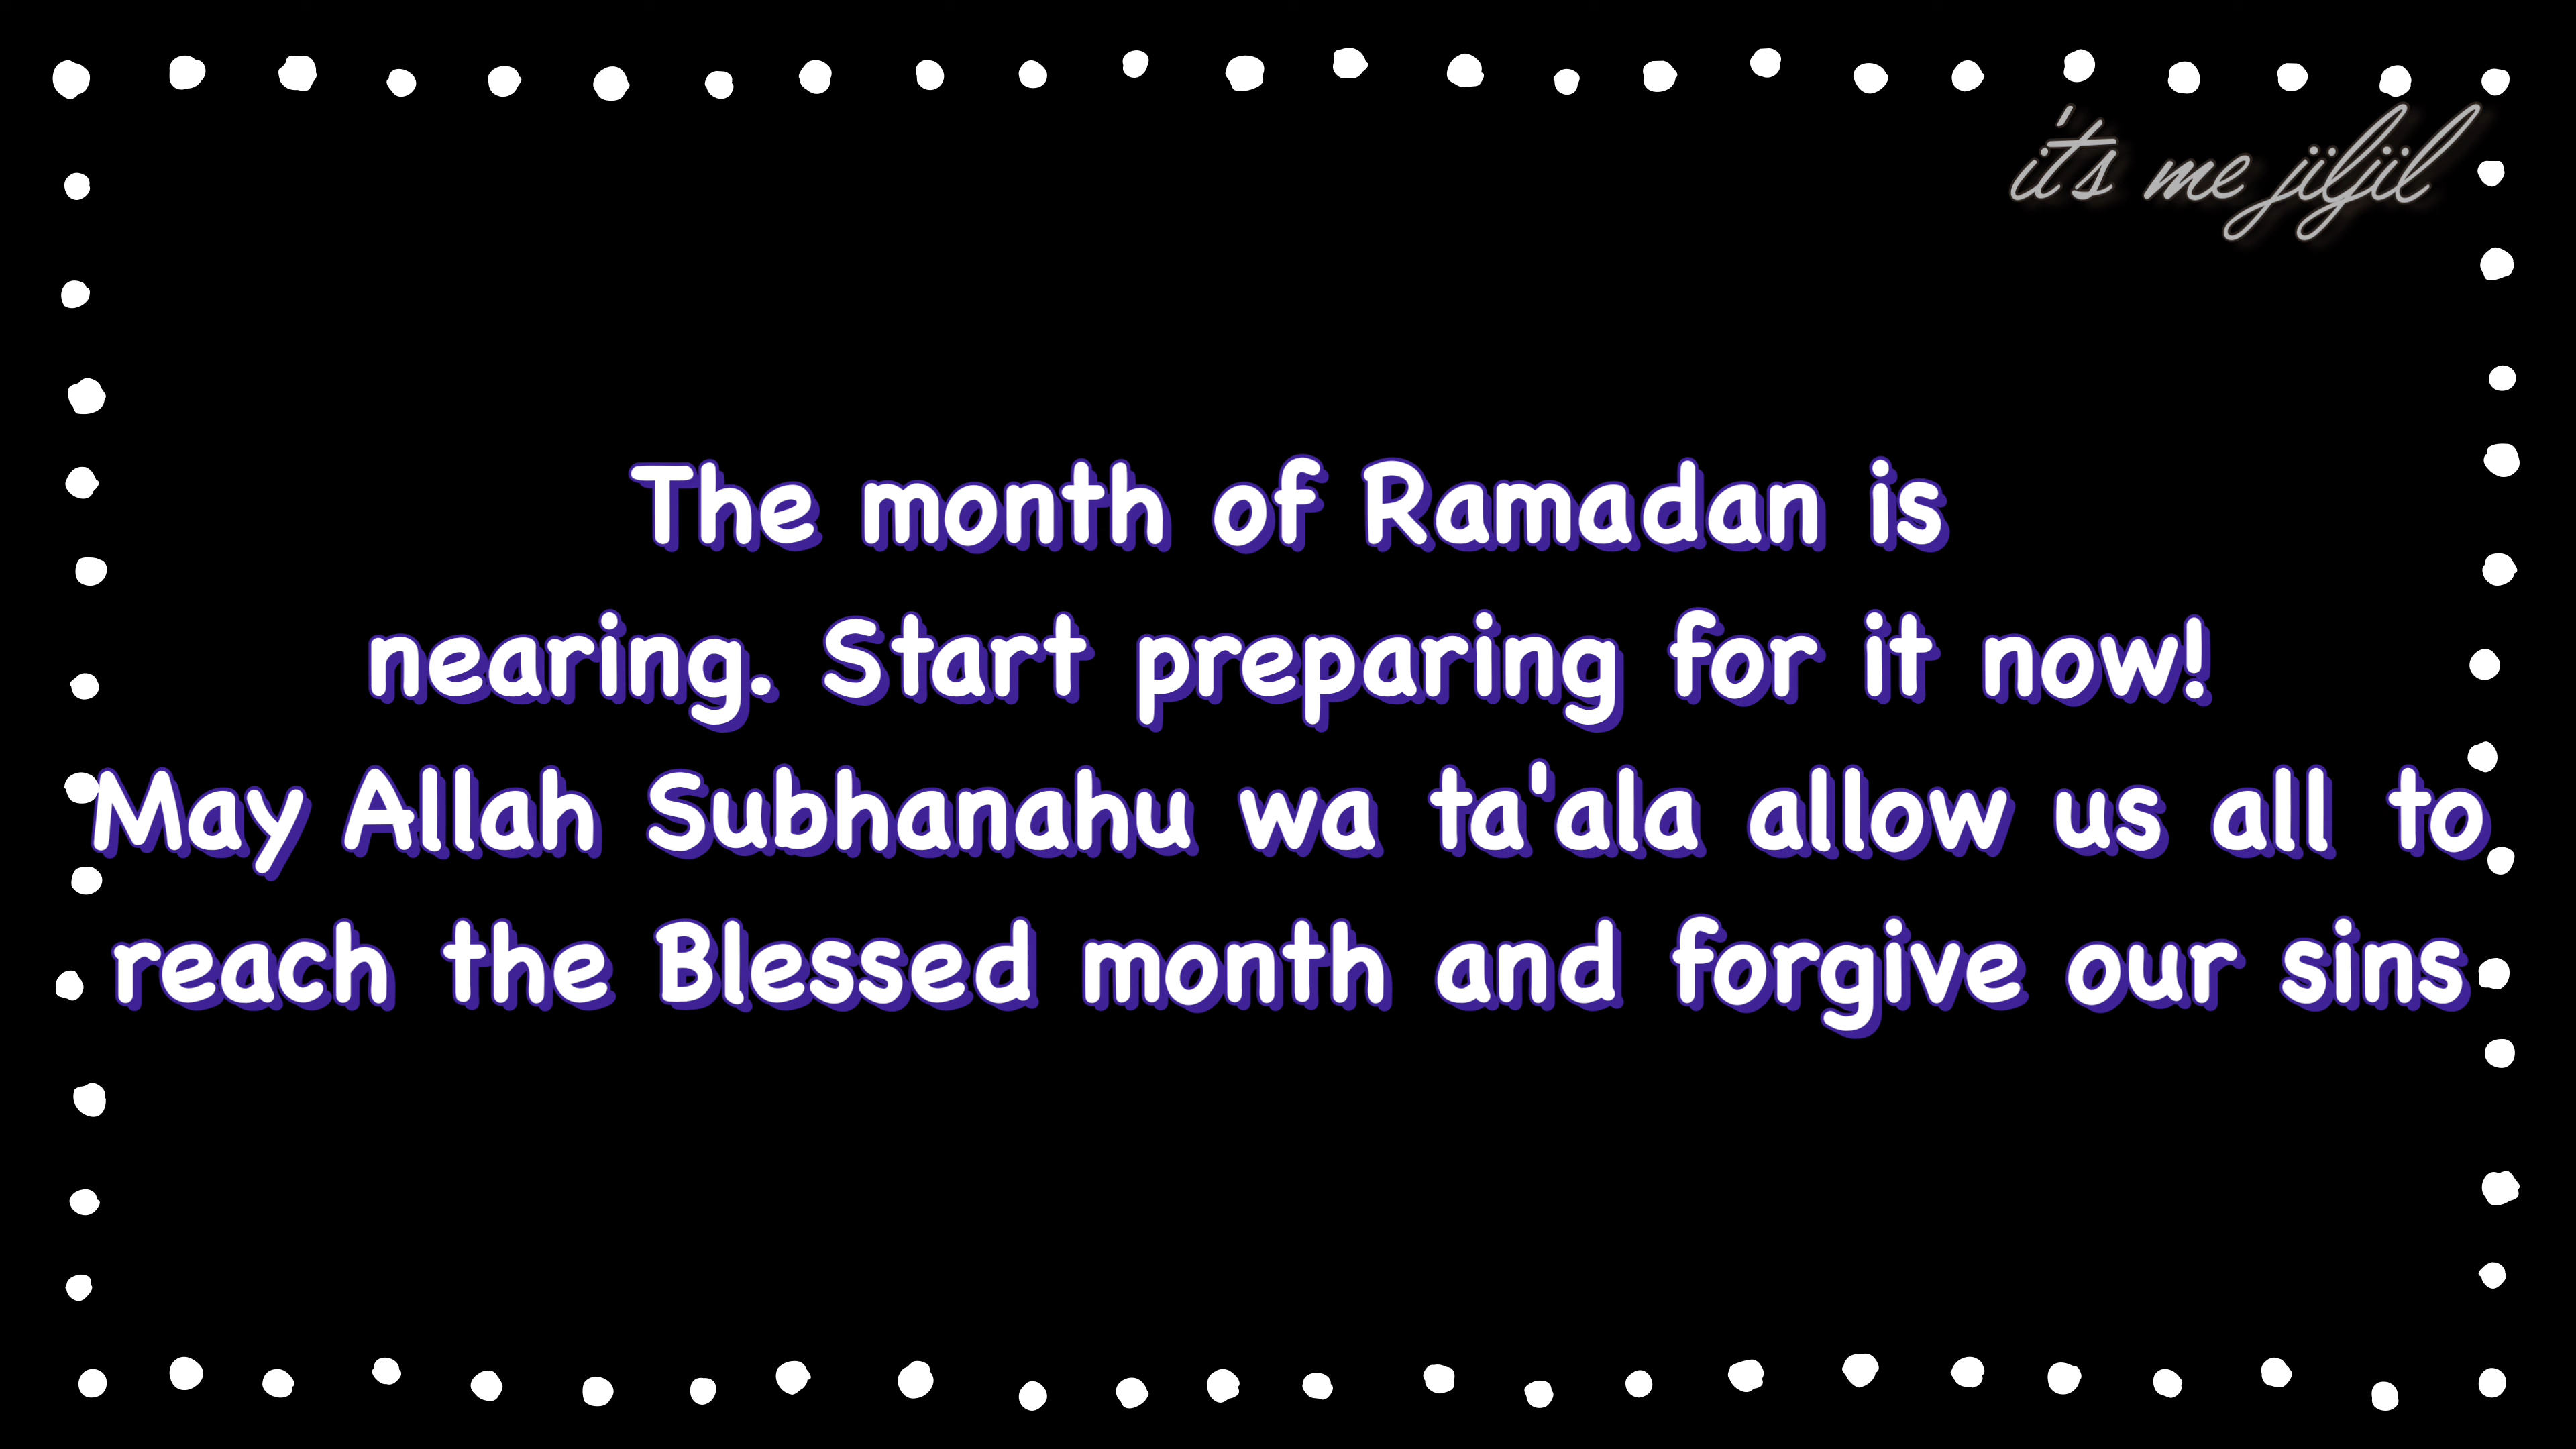 it's me jiljil
The month of Ramadan is
nearing. Start preparing for it now!
May Allah Subhanahu wa ta'ala allow us all to
reach the Blessed month and forgive our sins